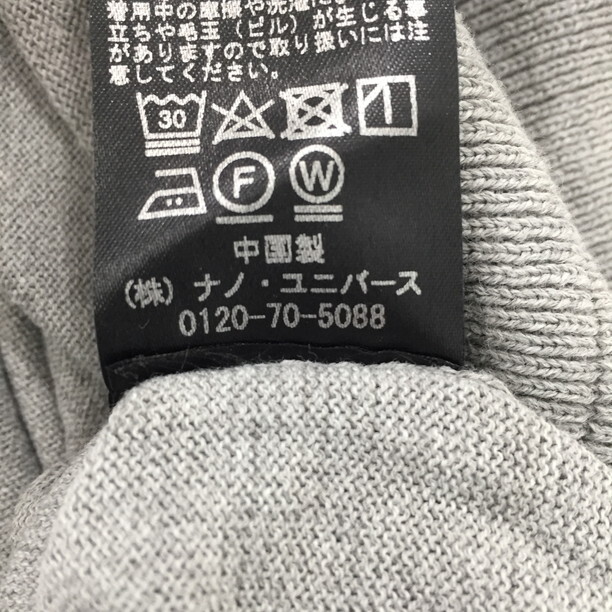 着用中の摩擦や洗濯により毛羽
立ちや毛玉(ピル)が生じる事
がありますので取り扱いには注
意してください。
30
F W
中国製
(株) ナノ・ユニバース
0120-70-5088